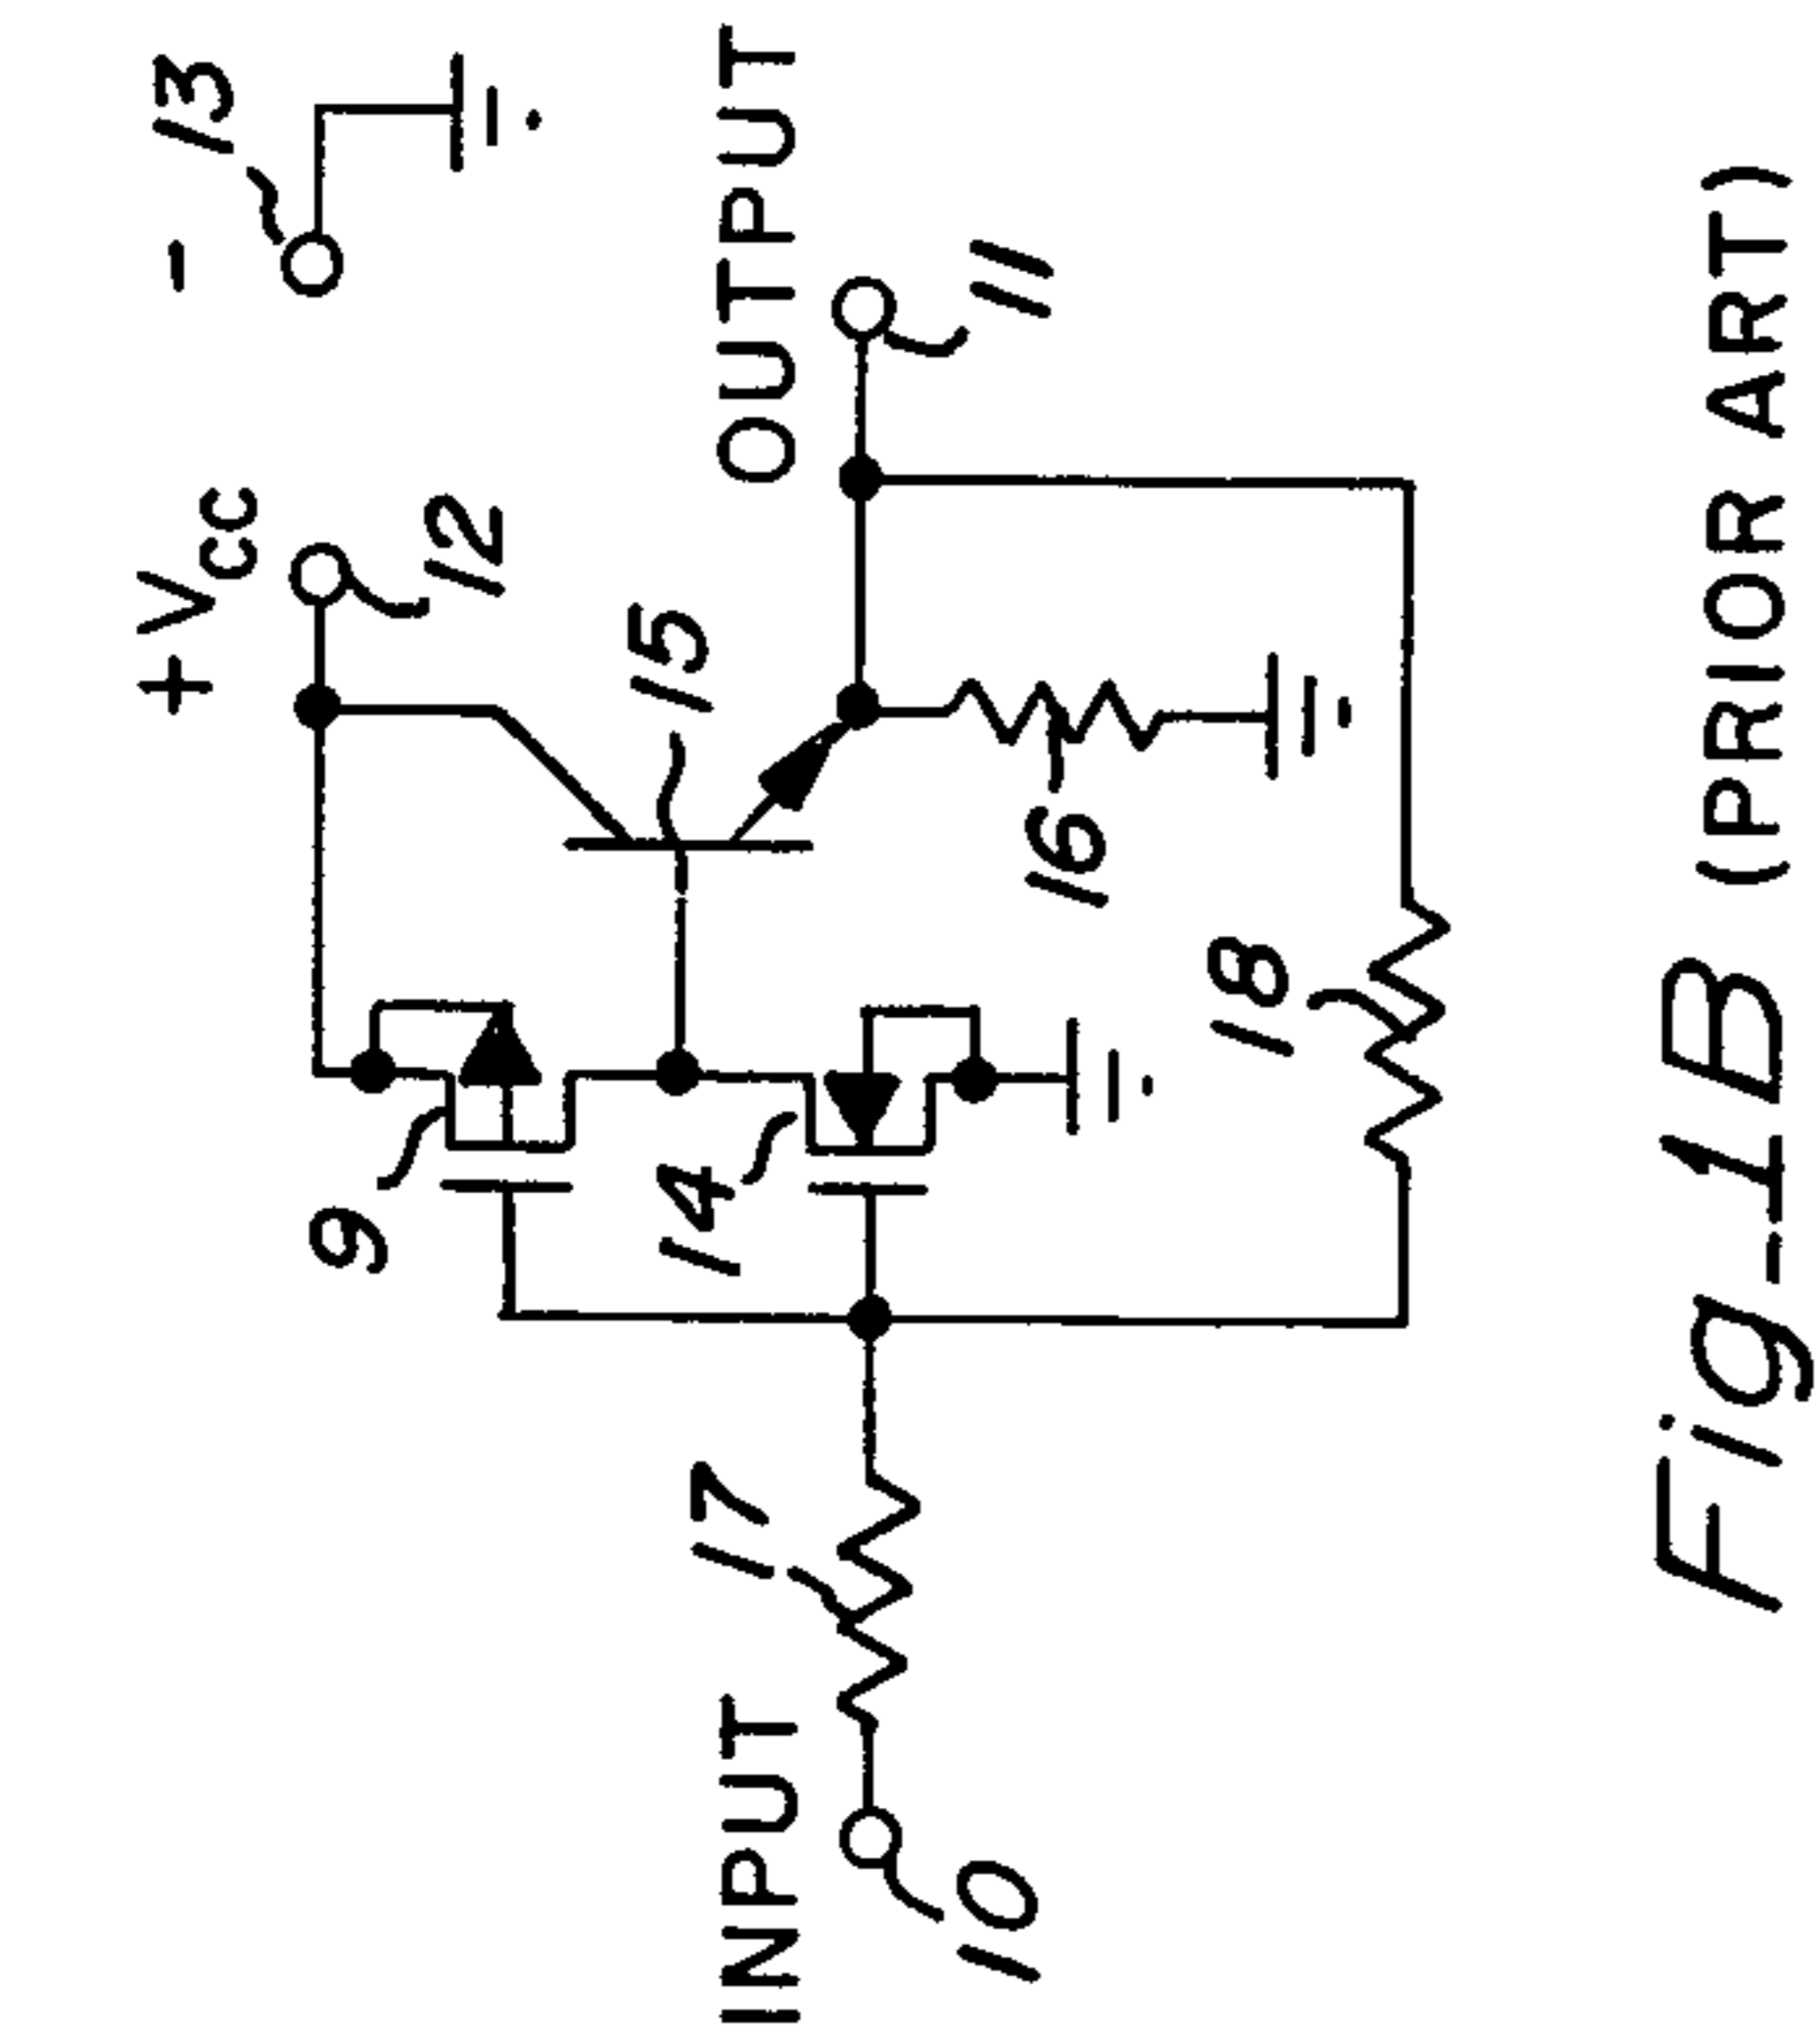 + Vcc
12
-
13
9
15
14
17
INPUT
OUTPUT
10
11
16
18
Fig-1B (PRIOR ART)